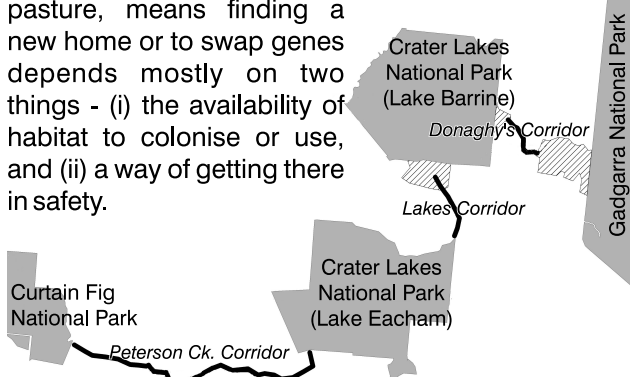 pasture, means finding a
new home or to swap genes
depends mostly on two
things - (i) the availability of
habitat to colonise or use,
and (ii) a way of getting there
in safety.
Crater Lakes
National Park
(Lake Barrine)
Donaghy's Corridor
Gadgarra National Park
Lakes Corridor
Crater Lakes
National Park
(Lake Eacham)
Curtain Fig
National Park
Peterson Ck. Corridor